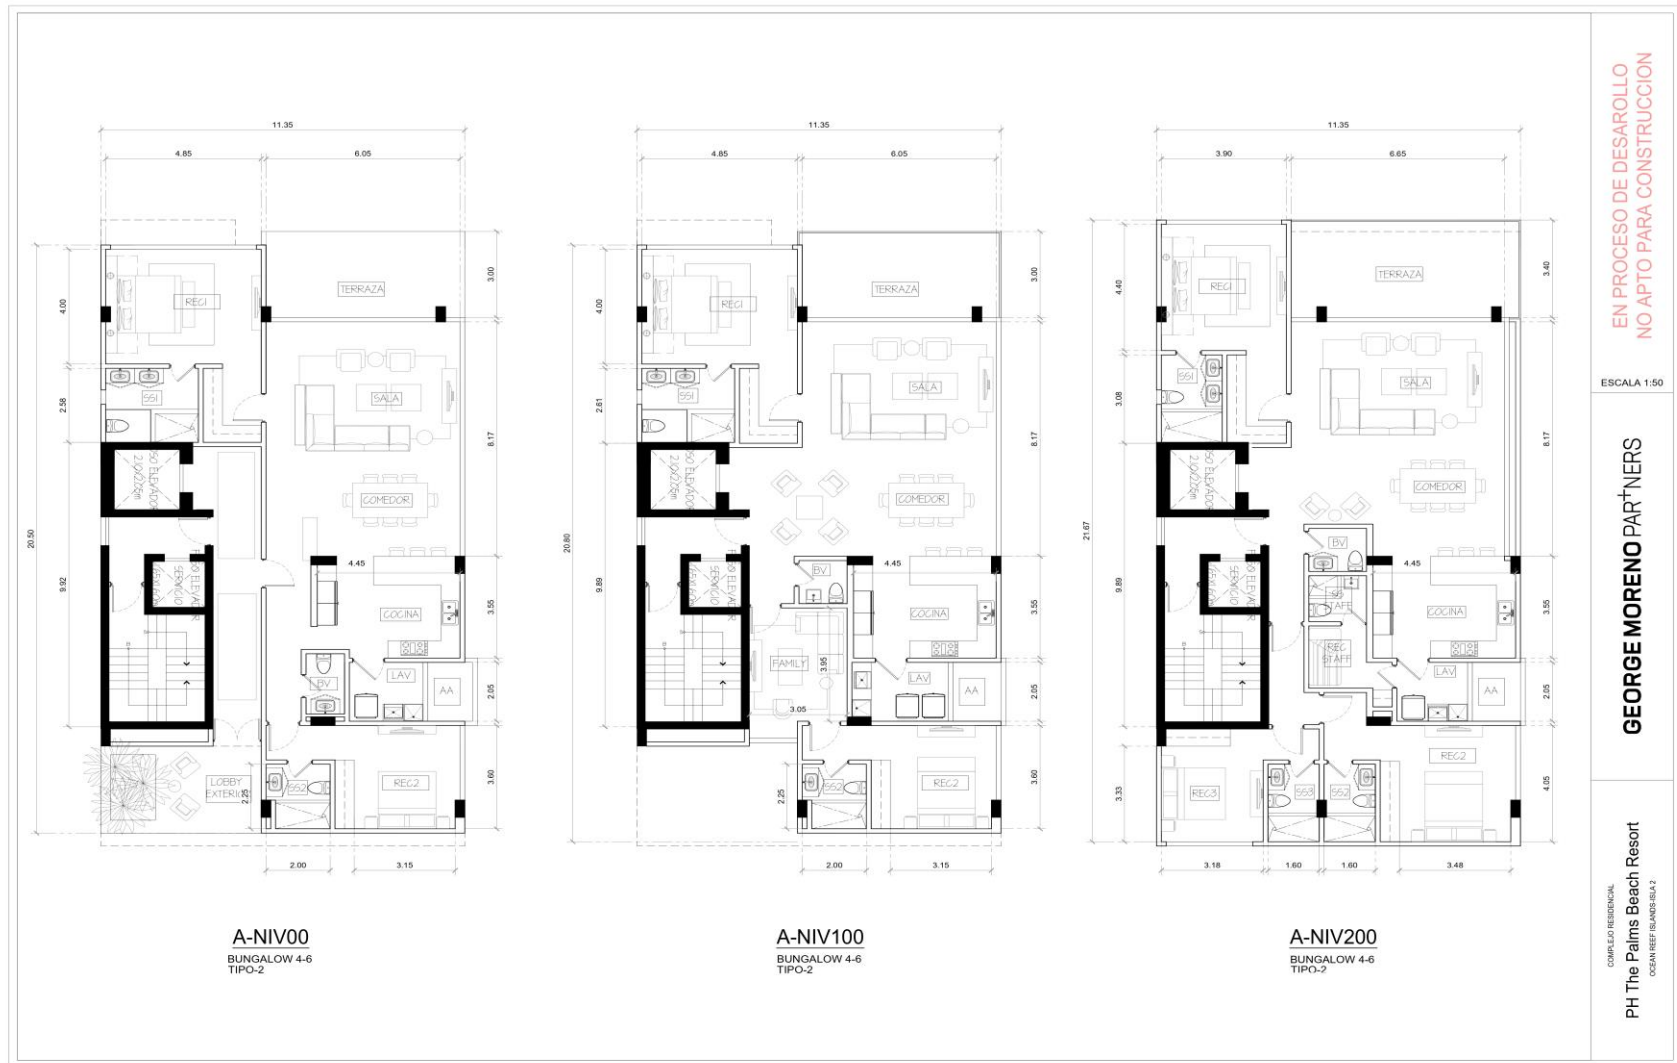 11.35
4.85
6.05
20.50
4.00
2.58
9.92
3.00
8.17
3.55
2.05
3.60
REC1
TERRAZA
SS1
SALA
COMEDOR
4.45
COCINA
BV
LAV
AA
LOBBY
2.25
SS2
REC2
2.00
3.15
A-NIV00
BUNGALOW 4-6
TIPO-2
11.35
4.85
6.05
20.80
4.00
2.61
9.89
3.00
8.17
3.55
2.05
3.60
REC1
TERRAZA
SS1
SALA
COMEDOR
BV
4.45
COCINA
FAMILY
3.95
3.05
LAV
AA
2.25
SS2
REC2
2.00
3.15
A-NIV100
BUNGALOW 4-6
TIPO-2
11.35
3.90
6.65
21.67
4.40
3.08
9.89
3.33
3.40
8.17
3.55
2.05
4.05
REC1
TERRAZA
SS1
SALA
COMEDOR
BV
4.45
COCINA
STAFF
REC
STAFF
LAV
AA
REC3
SS3
SS2
REC2
3.18
1.60
1.60
3.48
A-NIV200
BUNGALOW 4-6
TIPO-2
EN PROCESO DE DESAROLLO
NO APTO PARA CONSTRUCCION
ESCALA 1:50
GEORGE MORENO PARTNERS
COMPLEJO RESIDENCIAL
PH The Palms Beach Resort
OCEAN REEF ISLANDS-ISLA 2